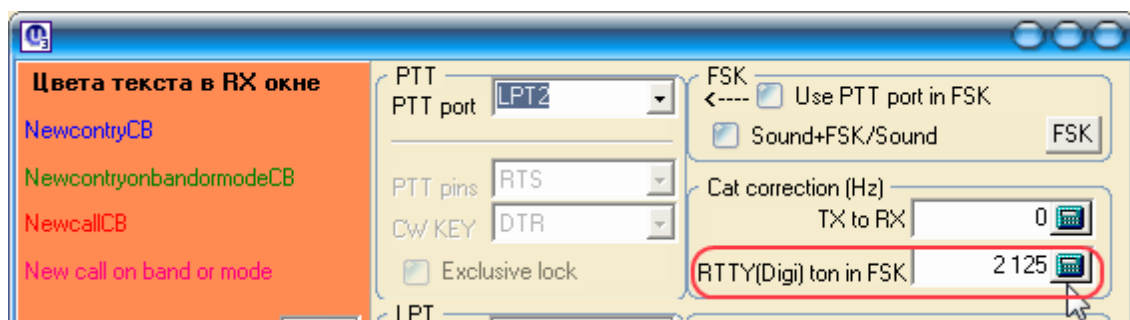 Цвета текста в RX окне
NewcontryCB
NewcontryonbandormodeCB
NewcallCB
New call on band or mode
PTT
PTT port LPT2
PTT pins RTS
CW KEY DTR
Exclusive lock
LPT
FSK
<---- Use PTT port in FSK
Sound+FSK/Sound FSK
Cat correction (Hz)
TX to RX 0
RTTY(Digi) ton in FSK 2 125